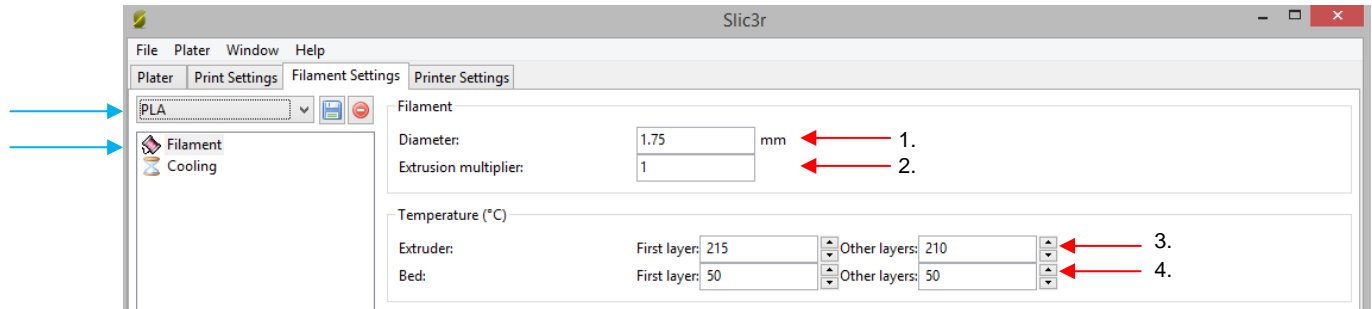 Slic3r
File Plater Window Help
Plater Print Settings Filament Settings Printer Settings
PLA
Filament
Cooling
Filament
Diameter: 1.75 mm 1.
Extrusion multiplier: 1 2.
Temperature (°C)
Extruder: First layer: 215 Other layers: 210 3.
Bed: First layer: 50 Other layers: 50 4.